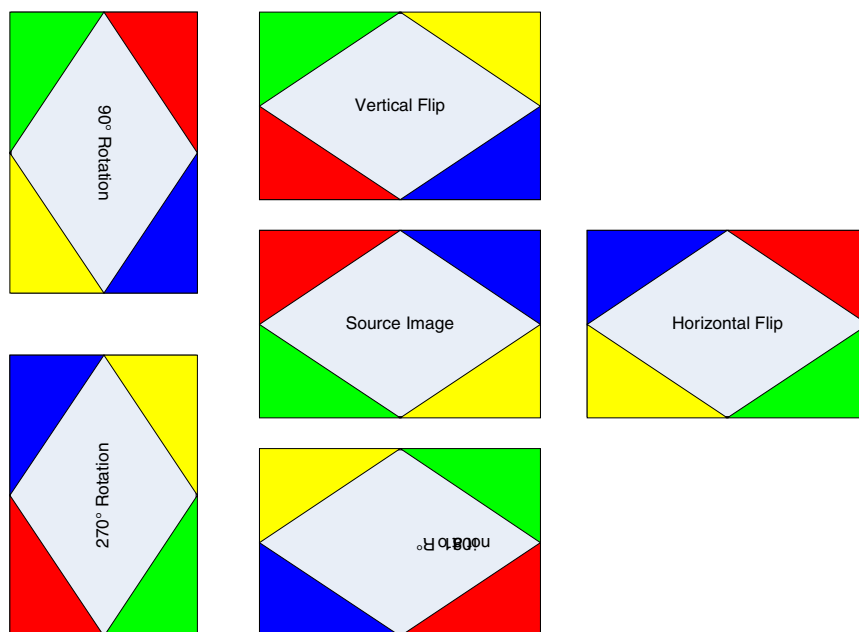 90° Rotation
Vertical Flip
Source Image
Horizontal Flip
270° Rotation